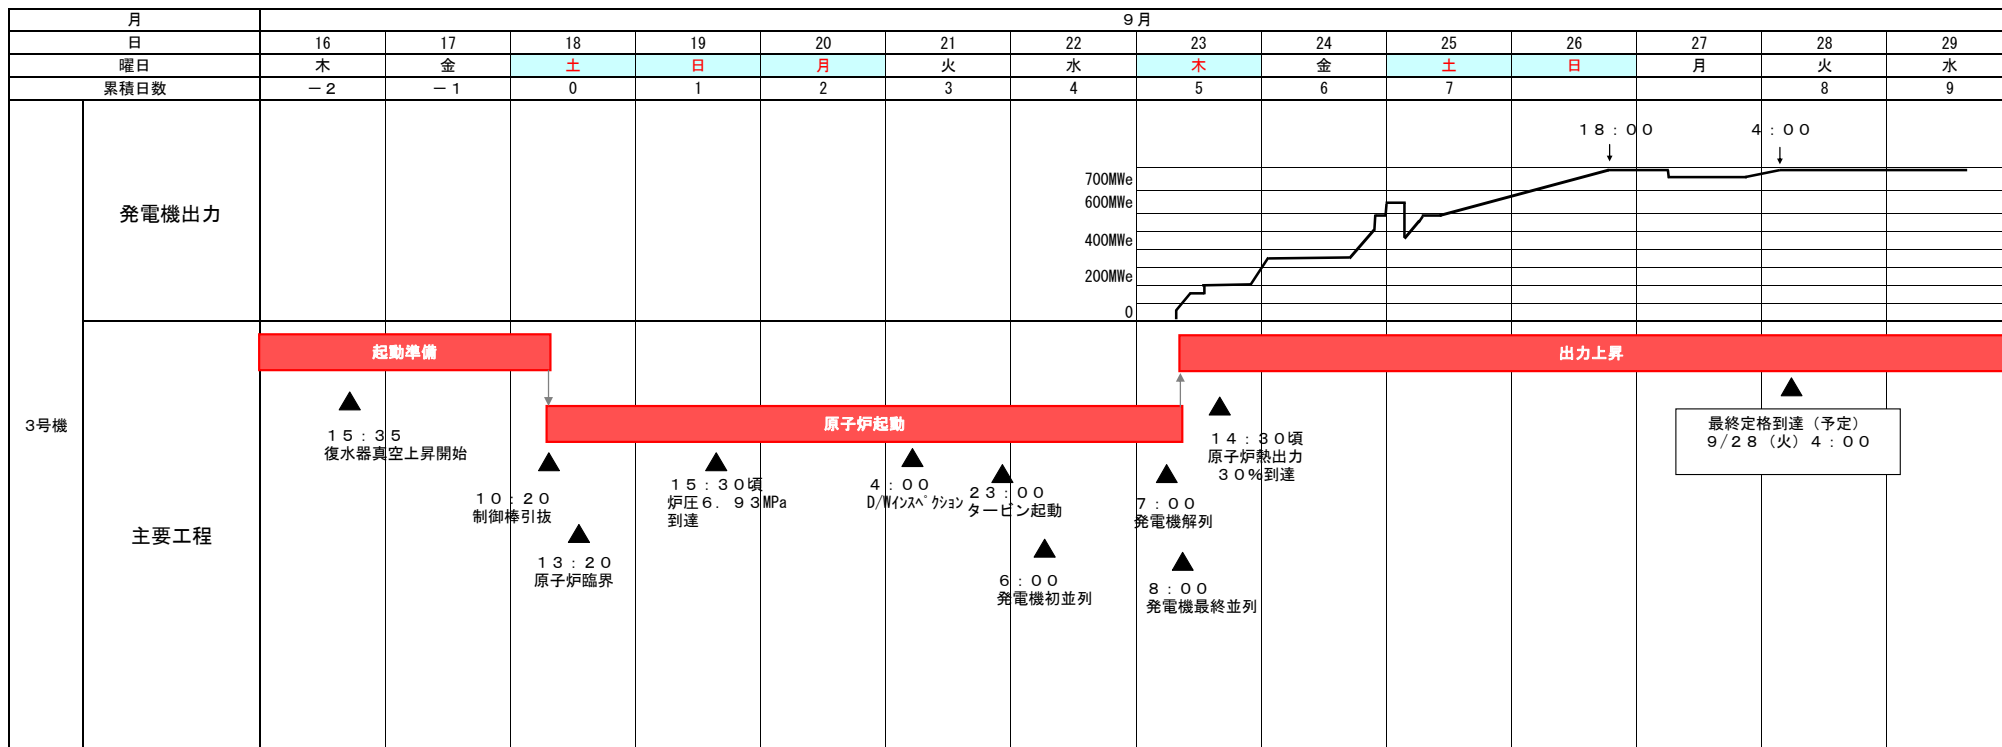 月 ９月
日 16 17 18 19 20 21 22 23 24 25 26 27 28 29
曜日 木 金 土 日 月 火 水 木 金 土 日 月 火 水
累積日数 －２ －１ 0 1 2 3 4 5 6 7 8 9
１８：００ ４：００
700MWe
600MWe
400MWe
200MWe
0
発電機出力
3号機
主要工程
起動準備
出力上昇
原子炉起動
１５：３５
復水器真空上昇開始
１０：２０
制御棒引抜
１３：２０
原子炉臨界
１５：３０頃
炉圧６．９３MPa
到達
４：００
D/Wｲﾝｽﾍﾟｸｼｮﾝ
２３：００
タービン起動
６：００
発電機初並列
７：００
発電機解列
８：００
発電機最終並列
１４：３０頃
原子炉熱出力
３０％到達
最終定格到達（予定）
９/２８（火）４：００